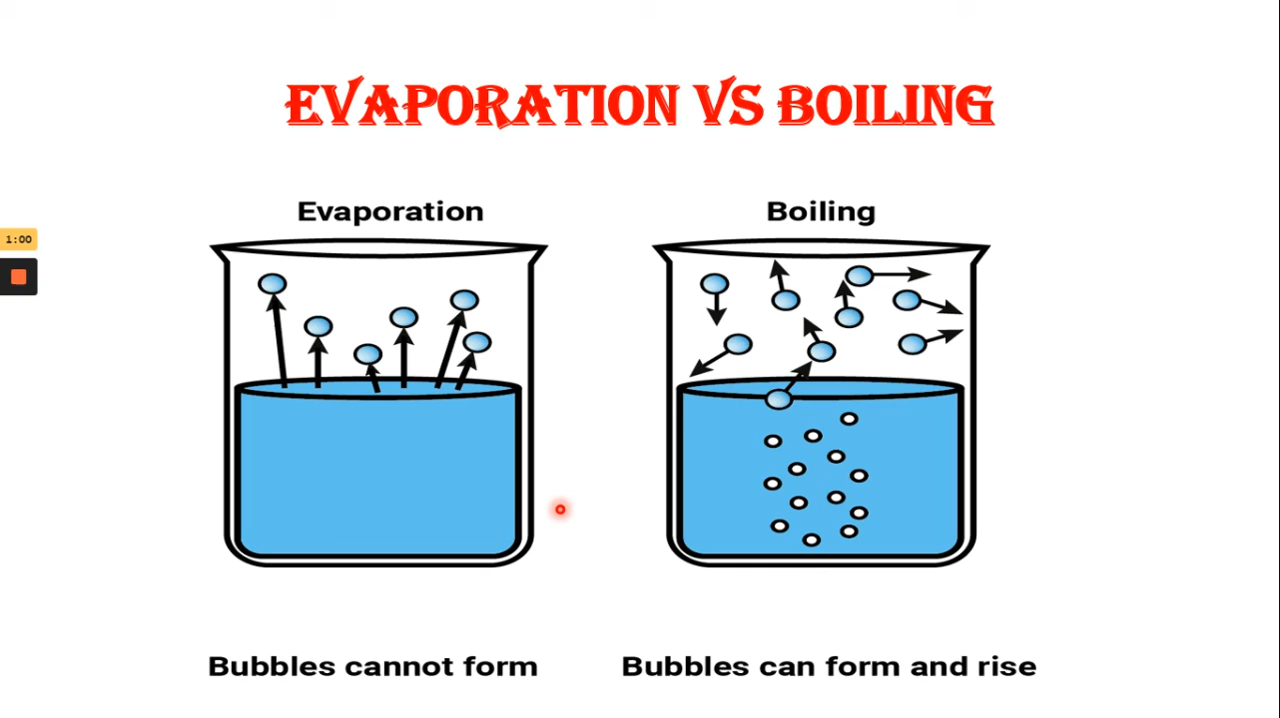 EVAPORATION VS BOILING
Evaporation
Boiling
1:00
Bubbles cannot form
Bubbles can form and rise